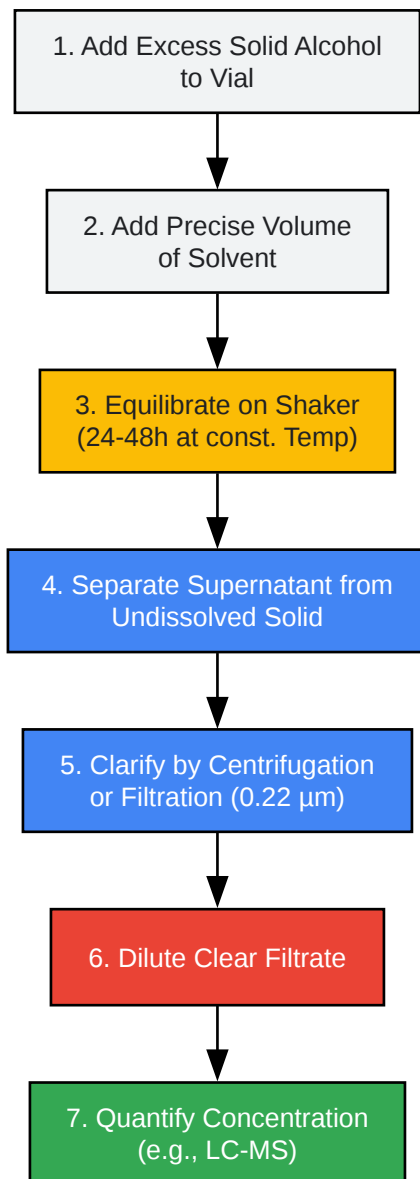 1. Add Excess Solid Alcohol
to Vial
2. Add Precise Volume
of Solvent
3. Equilibrate on Shaker
(24-48h at const. Temp)
4. Separate Supernatant from
Undissolved Solid
5. Clarify by Centrifugation
or Filtration (0.22 µm)
6. Dilute Clear Filtrate
7. Quantify Concentration
(e.g., LC-MS)